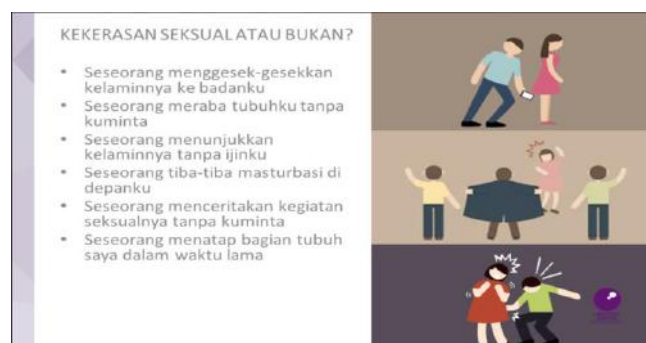 KEKERASAN SEKSUAL ATAU BUKAN?
• Seseorang menggesek-gesekkan
kelaminnya ke badanku
• Seseorang meraba tubuhku tanpa
kuminta
• Seseorang menunjukkan
kelaminnya tanpa ijinku
• Seseorang tiba-tiba masturbasi di
depanku
• Seseorang menceritakan kegiatan
seksualnya tanpa kuminta
• Seseorang menatap bagian tubuh
saya dalam waktu lama